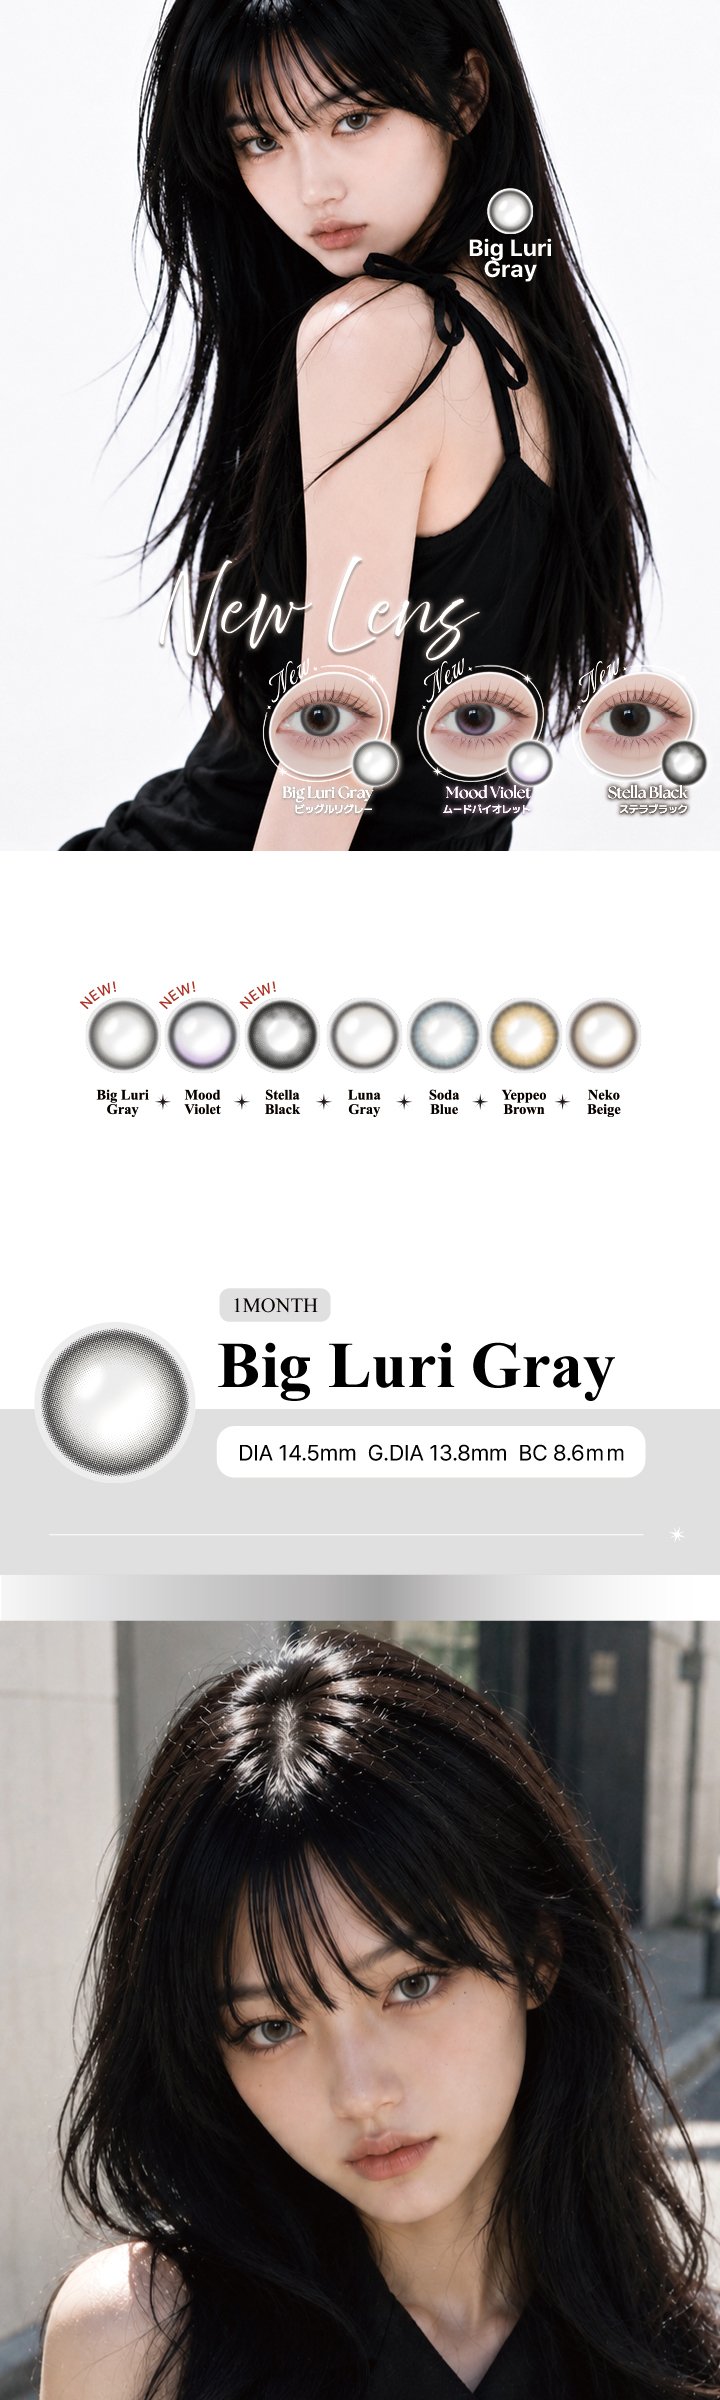 Big Luri
Gray
New Lens
New
New
New
Big Luri Gray
ビッグルリグレー
Mood Violet
ムードバイオレット
Stella Black
ステラブラック
NEW!
NEW!
NEW!
Big Luri
Gray
Mood
Violet
Stella
Black
Luna
Gray
Soda
Blue
Yeppeo
Brown
Neko
Beige
1MONTH
Big Luri Gray
DIA 14.5mm G.DIA 13.8mm BC 8.6mm